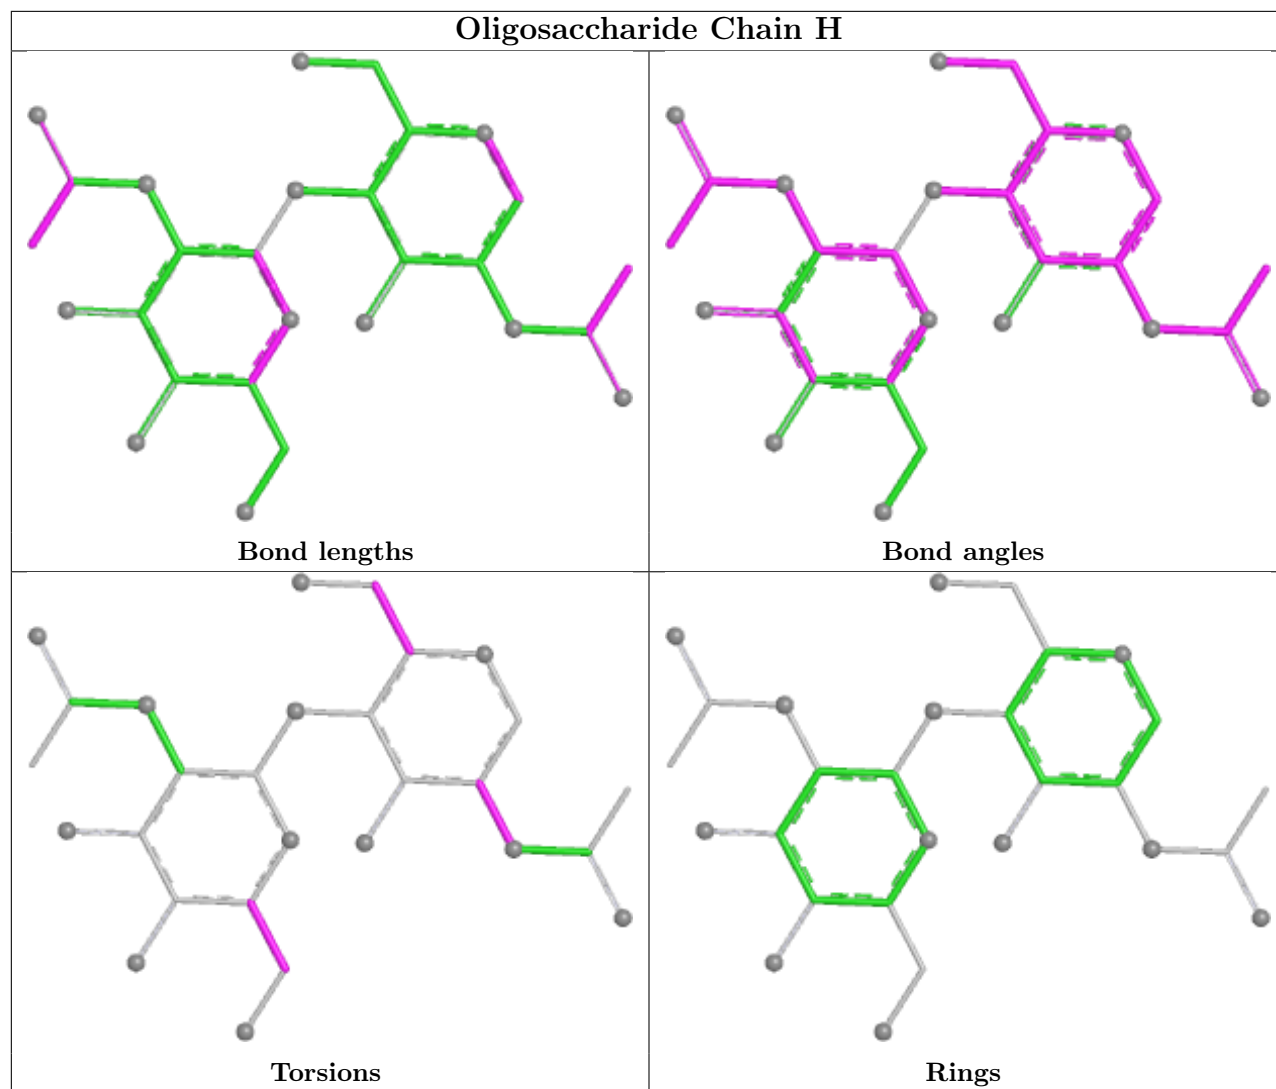 Oligosaccharide Chain H
Bond lengths
Bond angles
Torsions
Rings